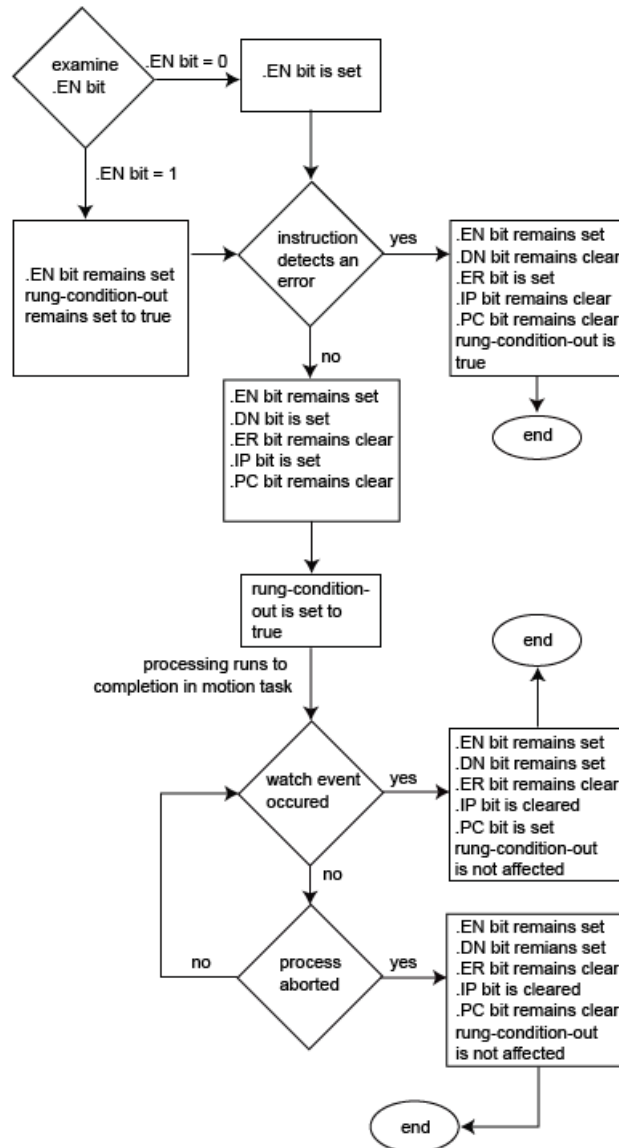 examine
.EN bit
.EN bit = 0
.EN bit is set
.EN bit = 1
.EN bit remains set
rung-condition-out
remains set to true
instruction
detects an
error
yes
.EN bit remains set
.DN bit remains clear
.ER bit is set
.IP bit remains clear
.PC bit remains clear
rung-condition-out is
true
end
no
.EN bit remains set
.DN bit is set
.ER bit remains clear
.IP bit is set
.PC bit remains clear
rung-condition-
out is set to
true
processing runs to
completion in motion task
watch event
occured
yes
.EN bit remains set
.DN bit remains set
.ER bit remains clear
.IP bit is cleared
.PC bit is set
rung-condition-out
is not affected
end
no
process
aborted
no
yes
.EN bit remains set
.DN bit remians set
.ER bit remains clear
.IP bit is cleared
.PC bit remains clear
rung-condition-out
is not affected
end